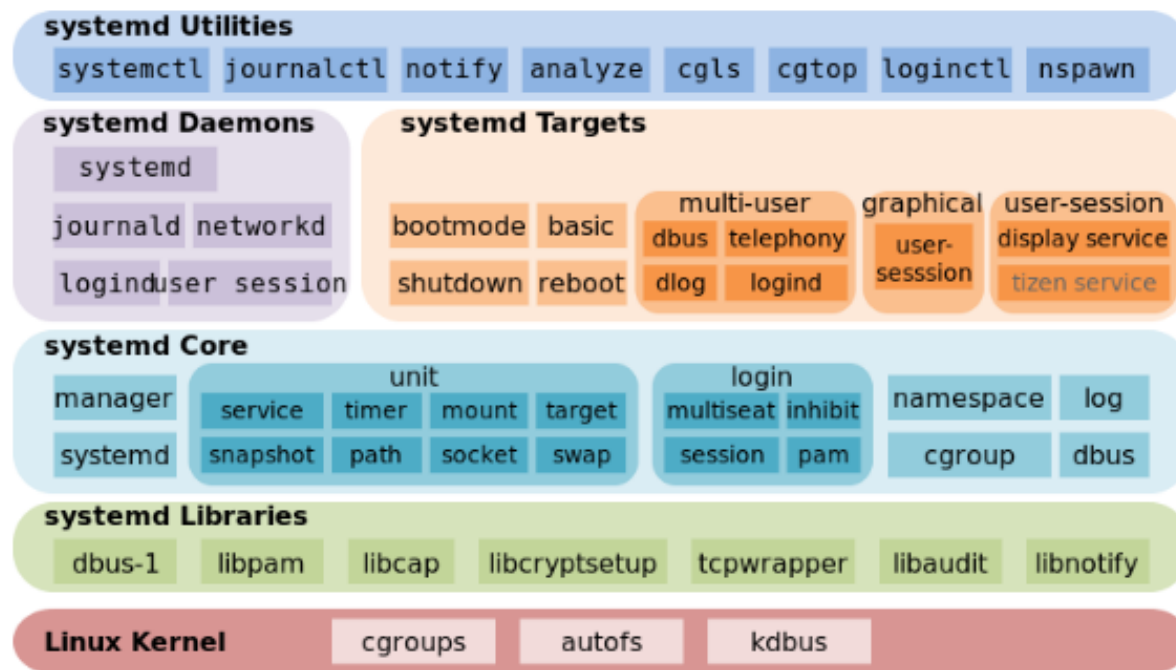 systemd Utilities
systemctl journalctl notify analyze cgls cgtop loginctl nspawn
systemd Daemons
systemd
journald networkd
logind user session
systemd Targets
bootmode basic
shutdown reboot
multi-user
dbus telephony
dlog logind
graphical
user-
sesssion
user-session
display service
tizen service
systemd Core
manager
systemd
unit
service timer mount target
snapshot path socket swap
login
multiseat inhibit
session pam
namespace log
cgroup dbus
systemd Libraries
dbus-1 libpam libcap libcryptsetup tcpwrapper libaudit libnotify
Linux Kernel cgroups autofs kdbus